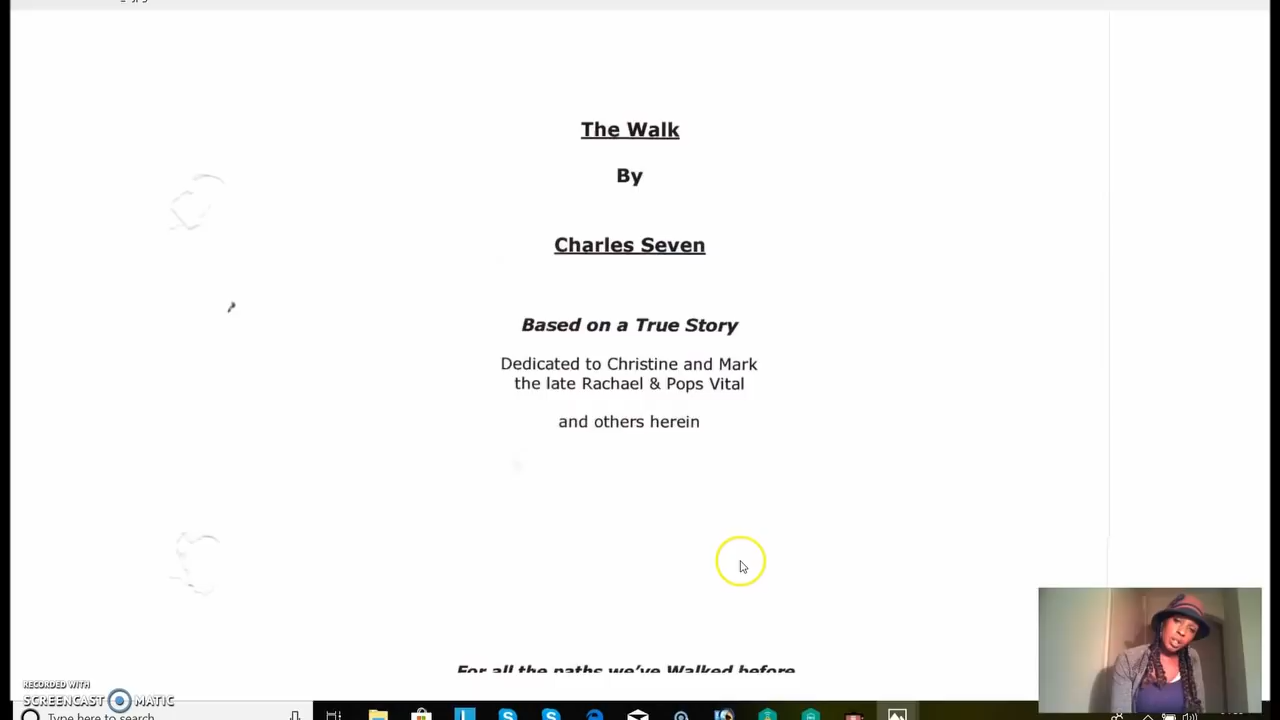 The Walk
By
Charles Seven
Based on a True Story
Dedicated to Christine and Mark
the late Rachael & Pops Vital
and others herein
For all the paths we've Walked before
RECORDED WITH
SCREENCAST MATIC
Type here to search